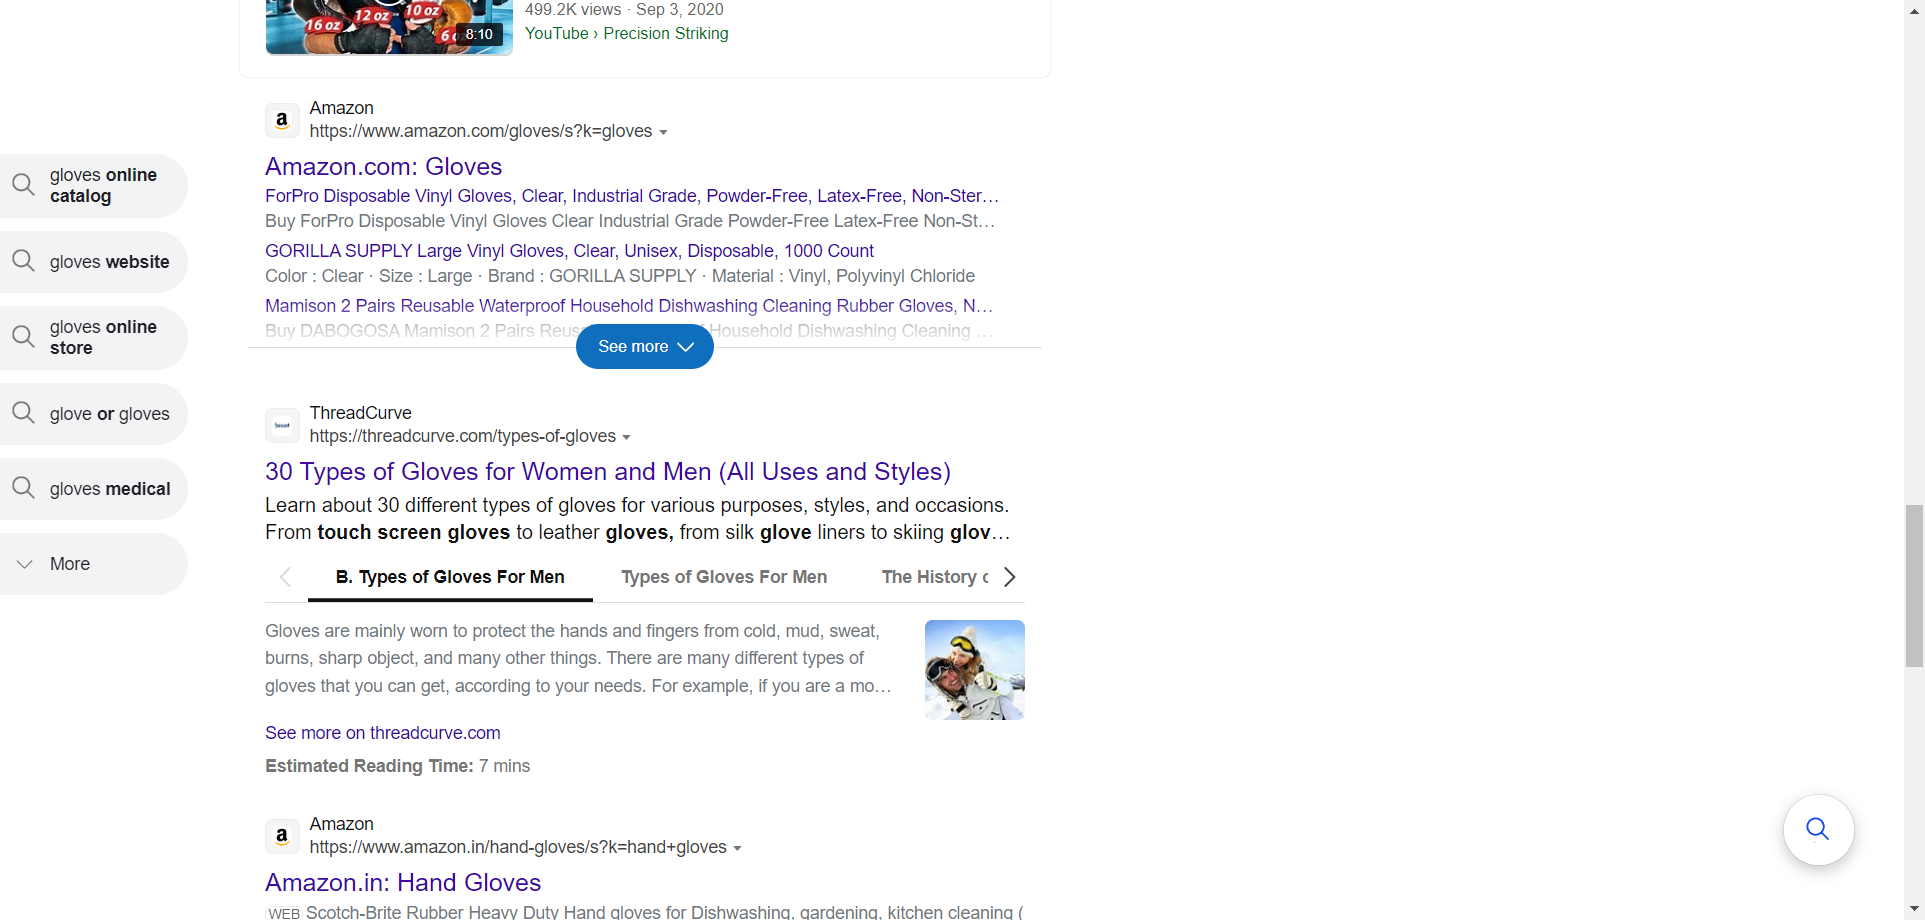 16 oz
12 oz
10 oz
8:10
499.2K views · Sep 3, 2020
YouTube › Precision Striking
Amazon
https://www.amazon.com/gloves/s?k=gloves
Amazon.com: Gloves
ForPro Disposable Vinyl Gloves, Clear, Industrial Grade, Powder-Free, Latex-Free, Non-Ster…
Buy ForPro Disposable Vinyl Gloves Clear Industrial Grade Powder-Free Latex-Free Non-St…
GORILLA SUPPLY Large Vinyl Gloves, Clear, Unisex, Disposable, 1000 Count
Color : Clear · Size : Large · Brand : GORILLA SUPPLY · Material : Vinyl, Polyvinyl Chloride
Mamison 2 Pairs Reusable Waterproof Household Dishwashing Cleaning Rubber Gloves, N…
Buy DABOGOSA Mamison 2 Pairs Household Dishwashing Cleaning …
See more
gloves online
catalog
gloves website
gloves online
store
glove or gloves
gloves medical
More
ThreadCurve
https://threadcurve.com/types-of-gloves
30 Types of Gloves for Women and Men (All Uses and Styles)
Learn about 30 different types of gloves for various purposes, styles, and occasions.
From touch screen gloves to leather gloves, from silk glove liners to skiing glov…
B. Types of Gloves For Men
Types of Gloves For Men
The History
Gloves are mainly worn to protect the hands and fingers from cold, mud, sweat,
burns, sharp object, and many other things. There are many different types of
gloves that you can get, according to your needs. For example, if you are a mo…
See more on threadcurve.com
Estimated Reading Time: 7 mins
Amazon
https://www.amazon.in/hand-gloves/s?k=hand+gloves
Amazon.in: Hand Gloves
WEB Scotch-Brite Rubber Heavy Duty Hand gloves for Dishwashing, gardening, kitchen cleaning (